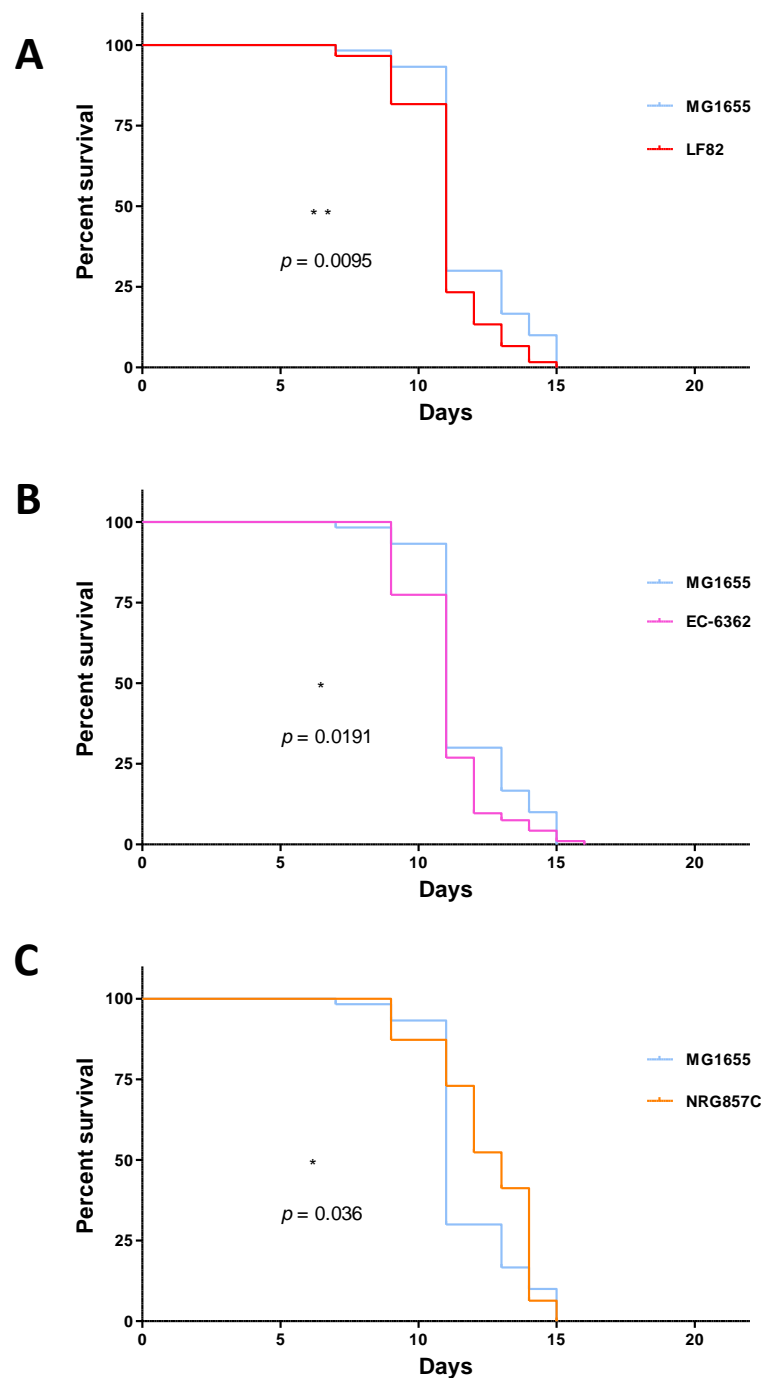 A
Percent survival
100
75
50
25
0
* *
p = 0.0095
MG1655
LF82
0 5 10 15 20
Days
B
Percent survival
100
75
50
25
0
*
p = 0.0191
MG1655
EC-6362
0 5 10 15 20
Days
C
Percent survival
100
75
50
25
0
*
p = 0.036
MG1655
NRG857C
0 5 10 15 20
Days